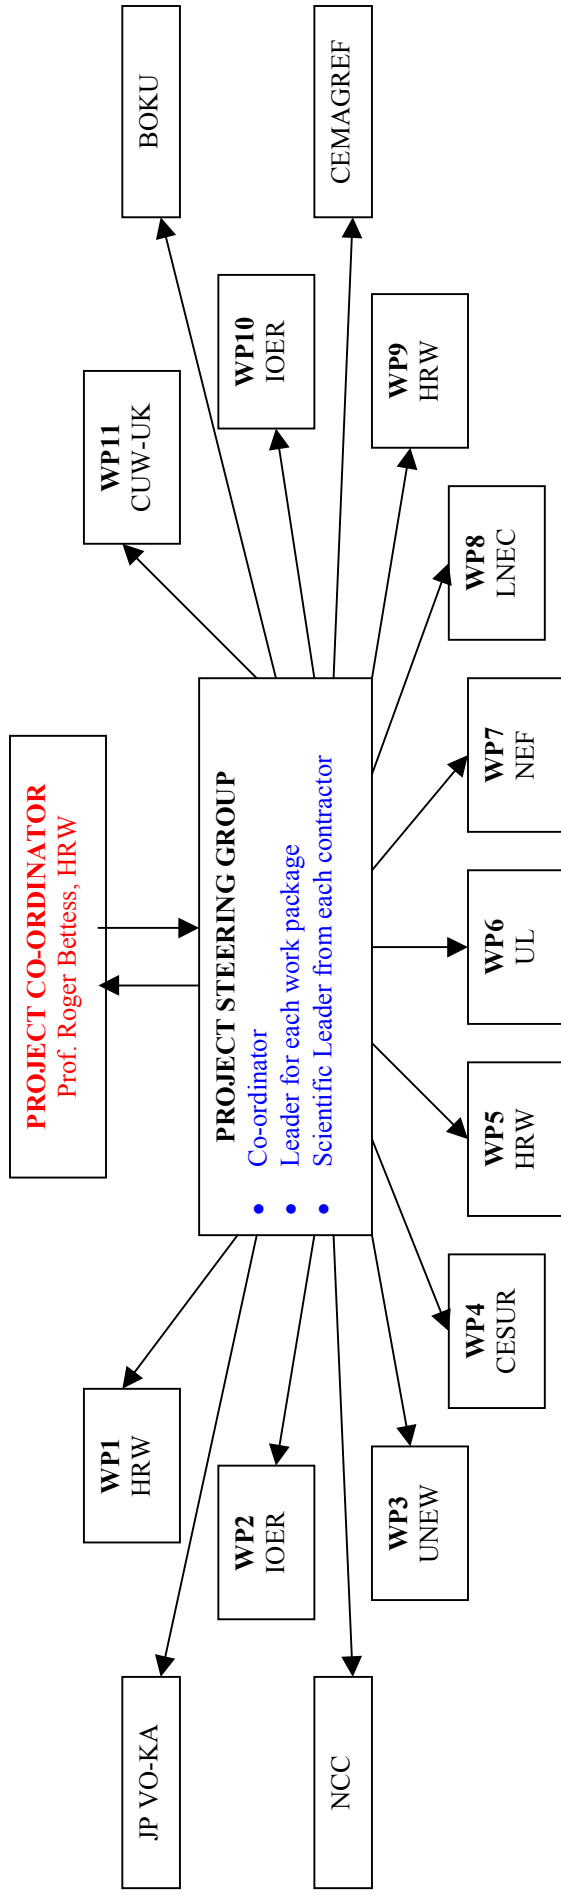 PROJECT CO-ORDINATOR
Prof. Roger Bettess, HRW
PROJECT STEERING GROUP
• Co-ordinator
• Leader for each work package
• Scientific Leader from each contractor
JP VO-KA
NCC
WP1
HRW
WP2
IOER
WP3
UNEW
WP4
CESUR
WP5
HRW
WP6
UL
WP7
NEF
WP8
LNEC
WP9
HRW
WP10
IOER
WP11
CUW-UK
BOKU
CEMAGREF